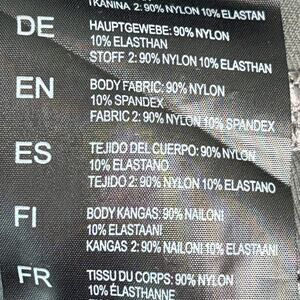 TKANINA 2: 90% NYLON 10% ELASTAN
DE
HAUPTGEWEBE: 90% NYLON
10% ELASTHAN
STOFF 2: 90% NYLON 10% ELASTHAN
EN
BODY FABRIC: 90% NYLON
10% SPANDEX
FABRIC 2: 90% NYLON 10% SPANDEX
ES
TEJIDO DEL CUERPO: 90% NYLON
10% ELASTANO
TEJIDO 2: 90% NYLON 10% ELASTANO
FI
BODY KANGAS: 90% NAILONI
10% ELASTAANI
KANGAS 2: 90% NAILONI 10% ELASTAANI
FR
TISSU DU CORPS: 90% NYLON
10% ÉLASTHANNE